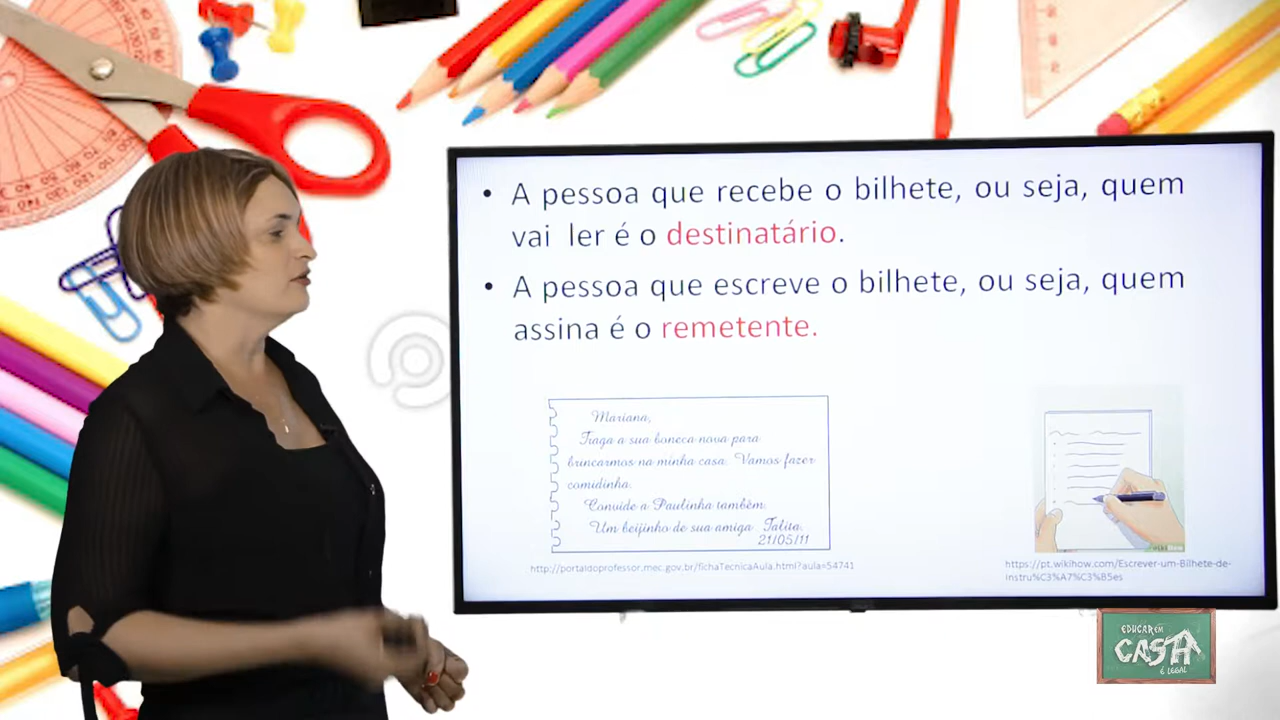 • A pessoa que recebe o bilhete, ou seja, quem
vai ler é o destinatário.
• A pessoa que escreve o bilhete, ou seja, quem
assina é o remetente.
Mariana,
Traga a sua boneca nova para
brincarmos na minha casa. Vamos fazer
comidinha.
Convide a Paulinha também.
Um beijinho de sua amiga Talita.
21/05/11
http://portaldoprofessor.mec.gov.br/fichaTecnicaAula.html?aula=54741
https://pt.wikihow.com/Escrever-um-Bilhete-de-
Instru%C3%A7%C3%B5es
EDUCAR EM
CASA
É LEGAL